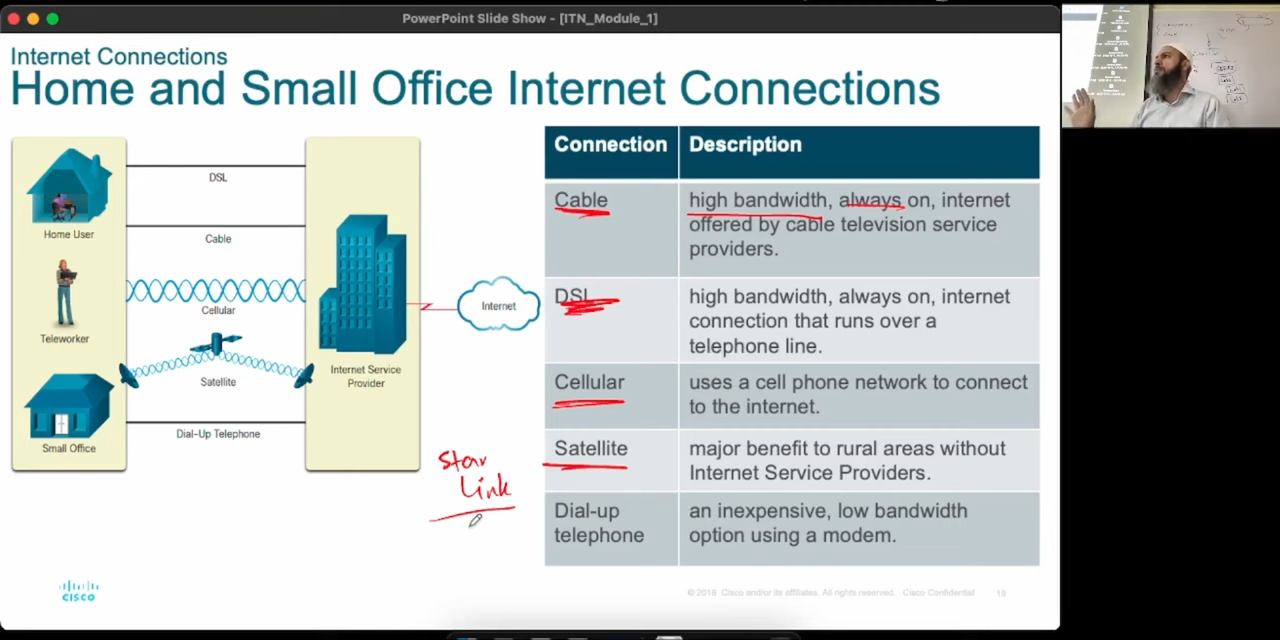 PowerPoint Slide Show - [ITN_Module_1]
Internet Connections
Home and Small Office Internet Connections
DSL
Home User
Cable
Cellular
Teleworker
Satellite
Small Office
Dial-Up Telephone
Internet Service
Provider
Internet
Star
Link
Connection Description
Cable high bandwidth, always on, internet
offered by cable television service
providers.
DSL high bandwidth, always on, internet
connection that runs over a
telephone line.
Cellular uses a cell phone network to connect
to the internet.
Satellite major benefit to rural areas without
Internet Service Providers.
Dial-up an inexpensive, low bandwidth
telephone option using a modem.
CISCO
© 2016 Cisco and/or its affiliates. All rights reserved. Cisco Confidential